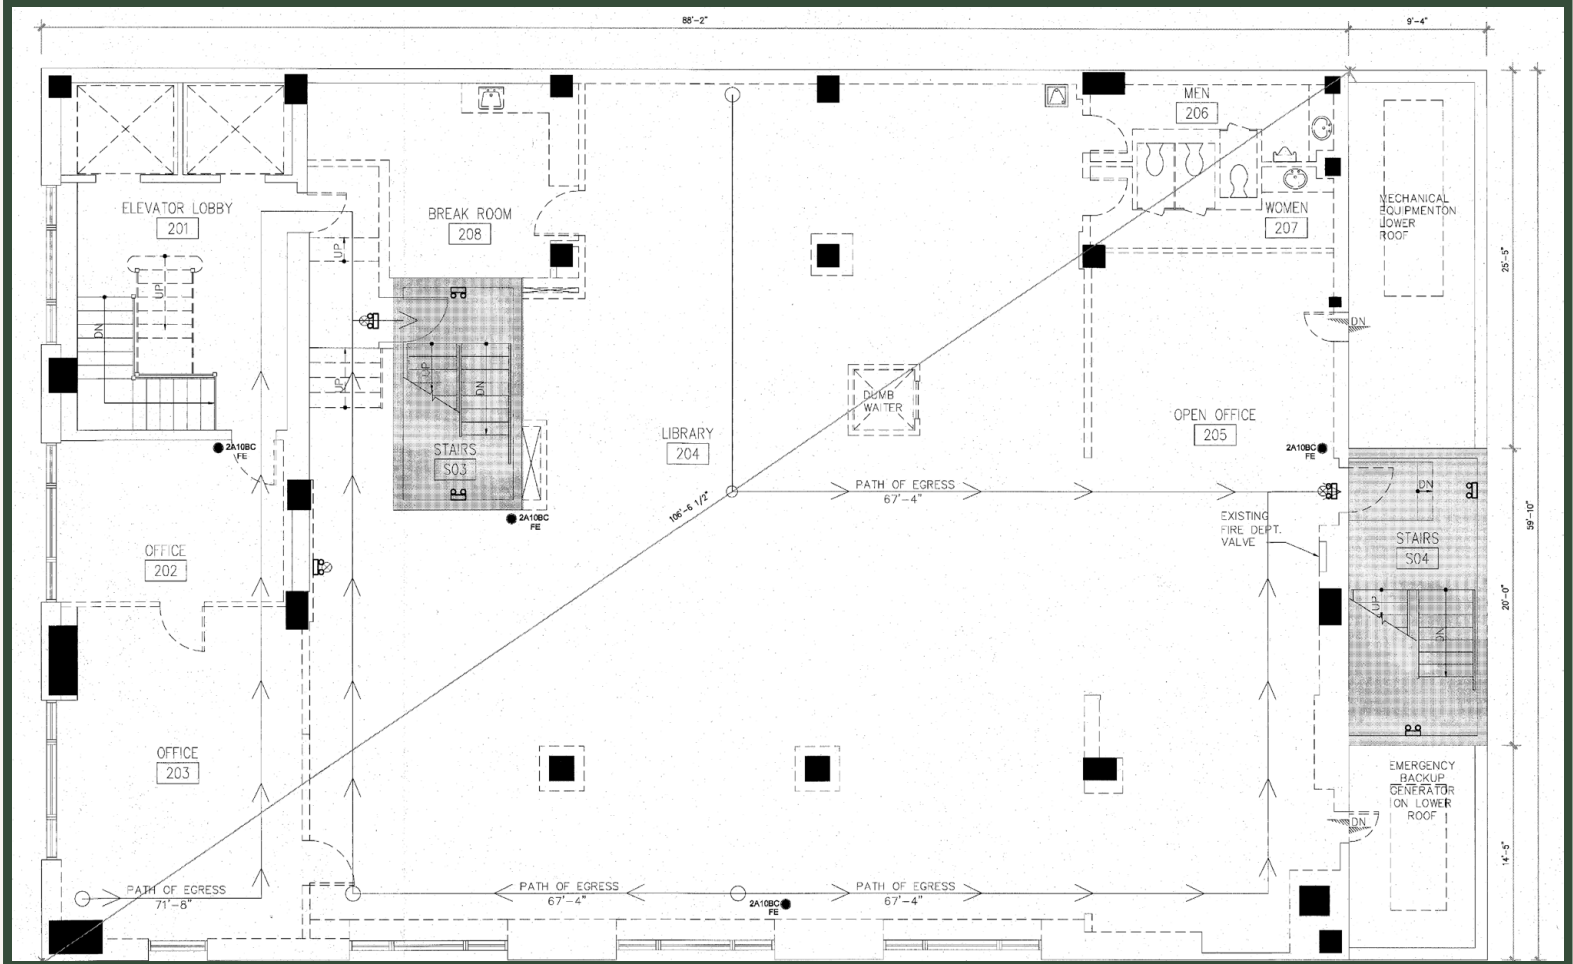 88'-2"
9'-4"
MEN
206
ELEVATOR LOBBY
201
BREAK ROOM
208
WOMEN
207
MECHANICAL
EQUIPMENTON
LOWER
ROOF
25'-5"
UP
UP
DN
DN
UP
UP
DN
DUMB
WAITER
OPEN OFFICE
205
LIBRARY
204
STAIRS
S03
2A10BC
FE
2A10BC
FE
PATH OF EGRESS
67'-4"
DN
106'-6 1/2"
2A10BC
FE
EXISTING
FIRE DEPT.
VALVE
59'-10"
STAIRS
S04
OFFICE
202
UP
DN
20'-0"
OFFICE
203
EMERGENCY
BACKUP
GENERATOR
ON LOWER
ROOF
DN
14'-5"
PATH OF EGRESS
71'-8"
PATH OF EGRESS
67'-4"
PATH OF EGRESS
67'-4"
2A10BC
FE